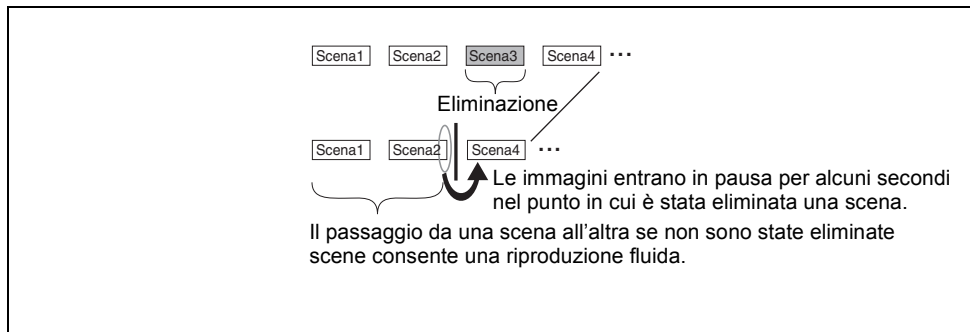 Scena1 Scena2 Scena3 Scena4 ...
Eliminazione
Scena1 Scena2 Scena4 ...
Le immagini entrano in pausa per alcuni secondi
nel punto in cui è stata eliminata una scena.
Il passaggio da una scena all'altra se non sono state eliminate
scene consente una riproduzione fluida.